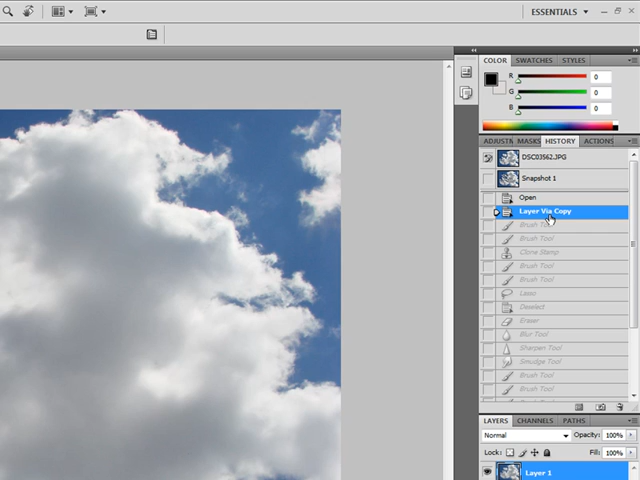 ESSENTIALS
COLOR SWATCHES STYLES
R 0
G 0
B 0
ADJUSTM MASKS HISTORY ACTIONS
DSC03562.JPG
Snapshot 1
Open
Layer Via Copy
Brush Tool
Brush Tool
Clone Stamp
Brush Tool
Brush Tool
Lasso
Deselect
Eraser
Blur Tool
Sharpen Tool
Smudge Tool
Brush Tool
Brush Tool
LAYERS CHANNELS PATHS
Normal Opacity: 100%
Lock: Fill: 100%
Layer 1